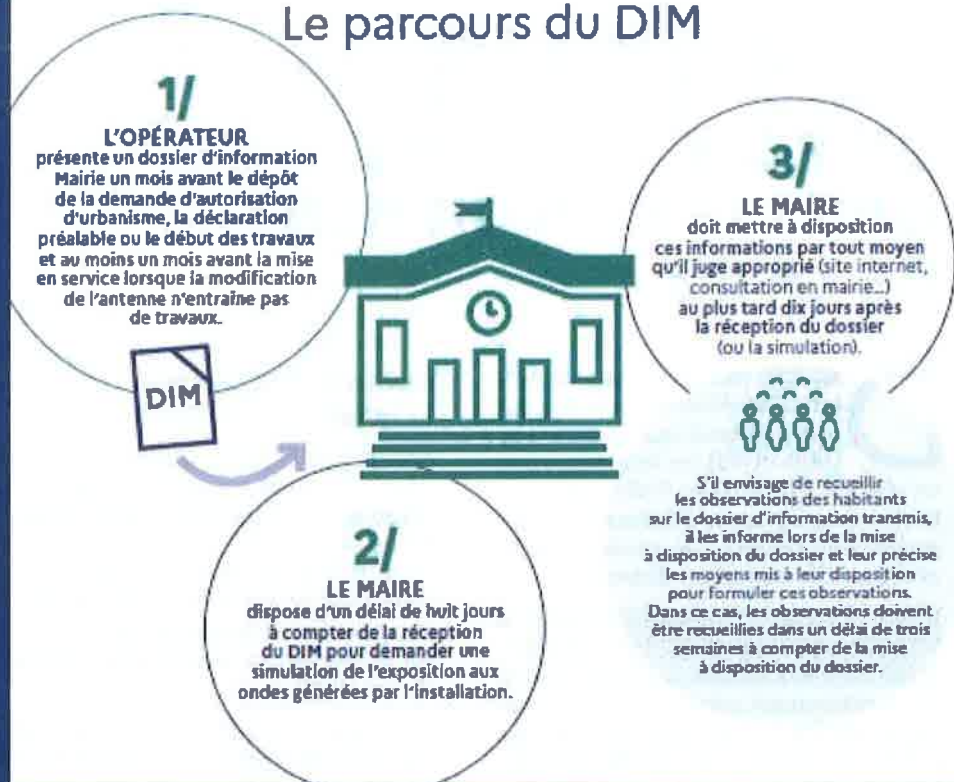 Le parcours du DIM
1/
L'OPÉRATEUR
présente un dossier d'information
Mairie un mois avant le dépôt
de la demande d'autorisation
d'urbanisme, la déclaration
préalable ou le début des travaux
et au moins un mois avant la mise
en service lorsque la modification
de l'antenne n'entraîne pas
de travaux.
DIM
2/
LE MAIRE
dispose d'un délai de huit jours
à compter de la réception
du DIM pour demander une
simulation de l'exposition aux
ondes générées par l'installation.
3/
LE MAIRE
doit mettre à disposition
ces informations par tout moyen
qu'il juge approprié (site internet,
consultation en mairie...)
au plus tard dix jours après
la réception du dossier
(ou la simulation).
S'il envisage de recueillir
les observations des habitants
sur le dossier d'information transmis,
il les informe lors de la mise
à disposition du dossier et leur précise
les moyens mis à leur disposition
pour formuler ces observations.
Dans ce cas, les observations doivent
être recueillies dans un délai de trois
semaines à compter de la mise
à disposition du dossier.